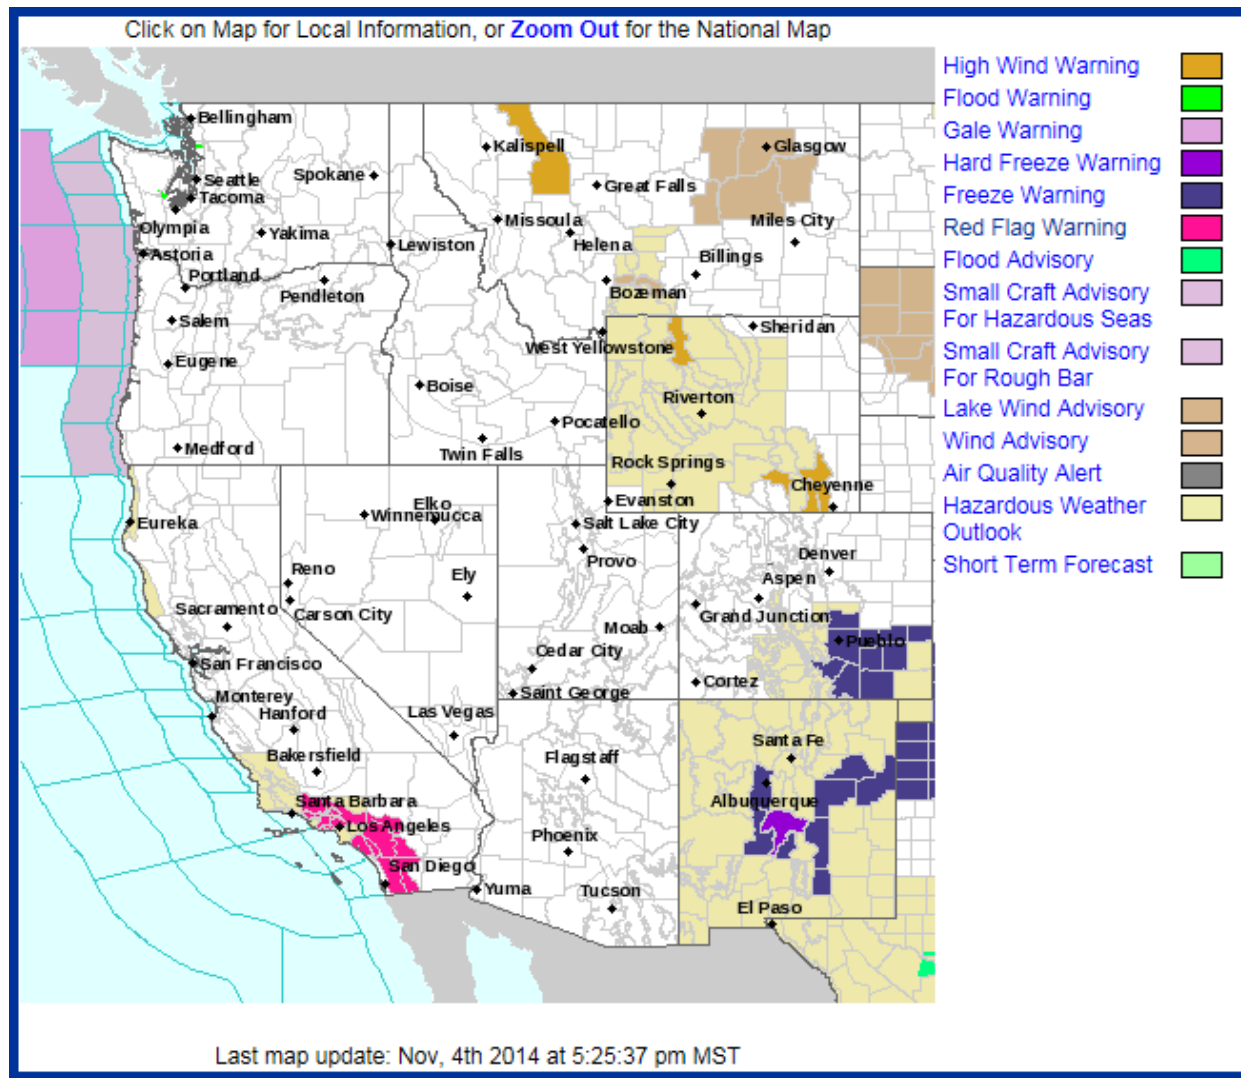 Click on Map for Local Information, or Zoom Out for the National Map
High Wind Warning
Flood Warning
Gale Warning
Hard Freeze Warning
Freeze Warning
Red Flag Warning
Flood Advisory
Small Craft Advisory
For Hazardous Seas
Small Craft Advisory
For Rough Bar
Lake Wind Advisory
Wind Advisory
Air Quality Alert
Hazardous Weather
Outlook
Short Term Forecast
Bellingham
Kalispell
Glasgow
Seattle
Spokane
Great Falls
Tacoma
Olympia
Yakima
Missoula
Miles City
Lewiston
Helena
Astoria
Billings
Portland
Pendleton
Bozeman
Salem
Sheridan
West Yellowstone
Eugene
Boise
Riverton
Pocatello
Medford
Twin Falls
Rock Springs
Cheyenne
Evanston
Elko
Winnemucca
Eureka
Salt Lake City
Provo
Denver
Reno
Ely
Aspen
Sacramento
Carson City
Grand Junction
Moab
Pueblo
San Francisco
Cedar City
Cortez
Monterey
Saint George
Hanford
Las Vegas
Santa Fe
Bakersfield
Flagstaff
Santa Barbara
Albuquerque
Los Angeles
Phoenix
San Diego
Yuma
Tucson
El Paso
Last map update: Nov, 4th 2014 at 5:25:37 pm MST